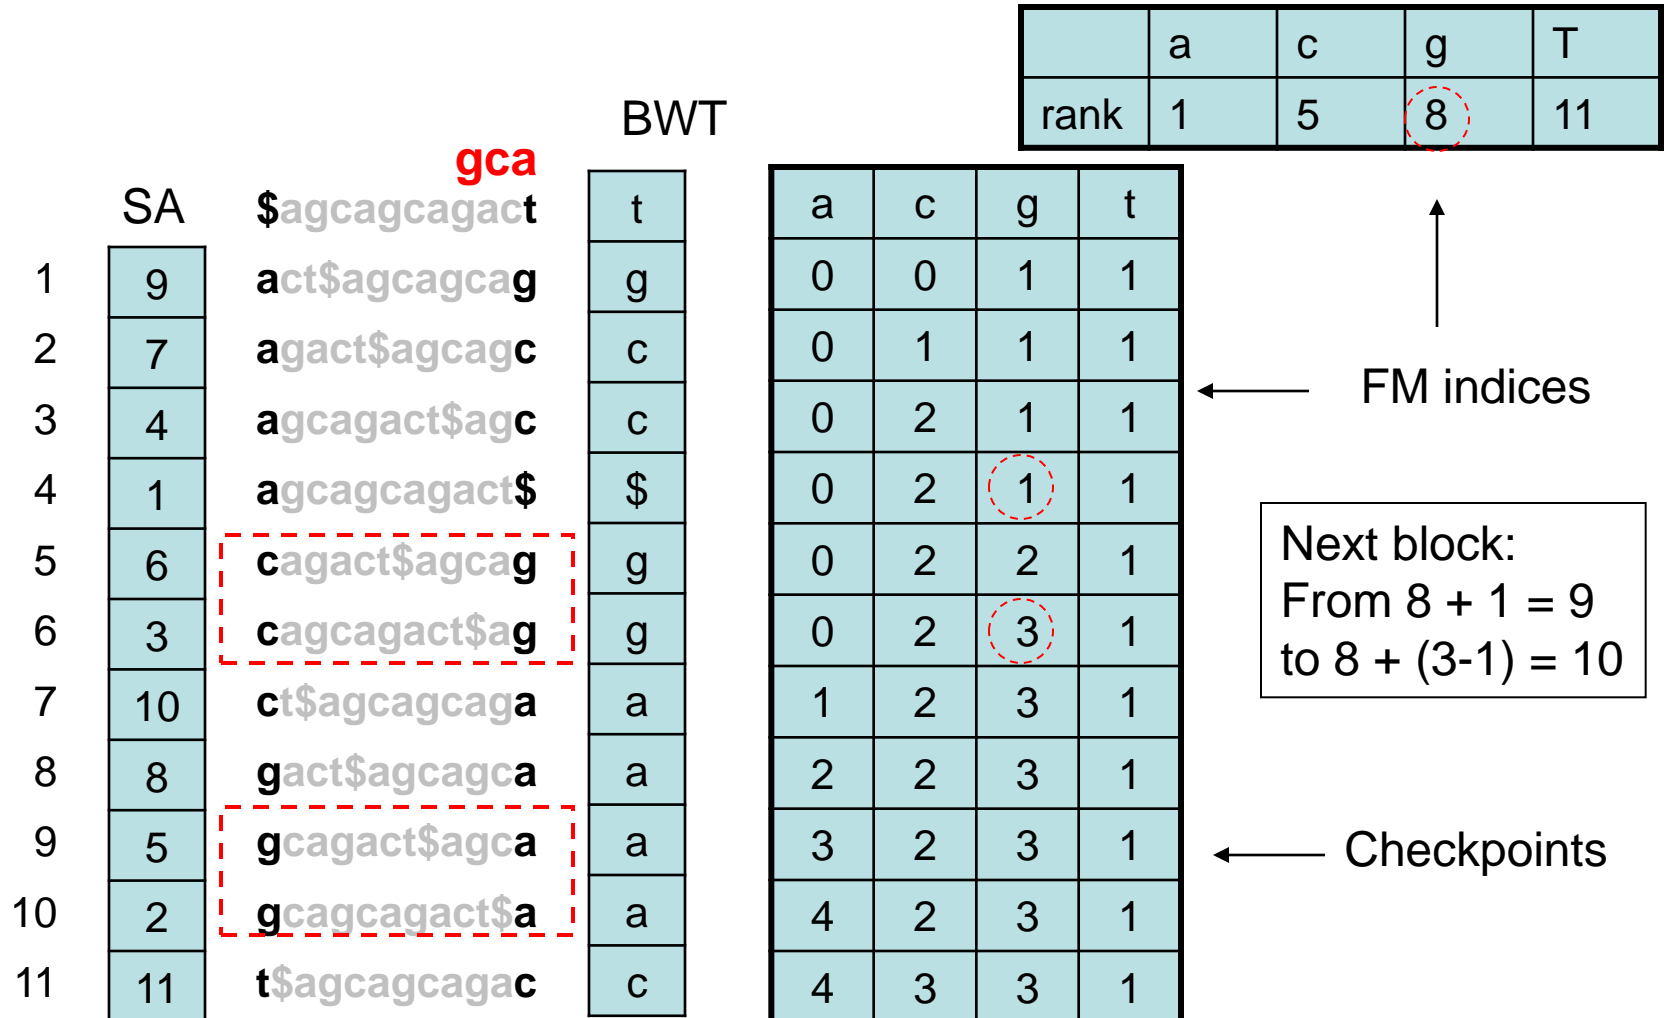 a c g T
rank 1 5 8 11
BWT
gca
SA $agcagcagact t a c g t
1 9 act$agcagcag g 0 0 1 1
2 7 agact$agcagc c 0 1 1 1
3 4 agcagact$agc c 0 2 1 1
4 1 agcagcagact$ $ 0 2 1 1
5 6 cagact$agcag g 0 2 2 1
6 3 cagcagact$ag g 0 2 3 1
7 10 ct$agcagcaga a 1 2 3 1
8 8 gact$agcagca a 2 2 3 1
9 5 gcagact$agca a 3 2 3 1
10 2 gcagcagact$a a 4 2 3 1
11 11 t$agcagcagac c 4 3 3 1
FM indices
Next block:
From 8 + 1 = 9
to 8 + (3-1) = 10
Checkpoints